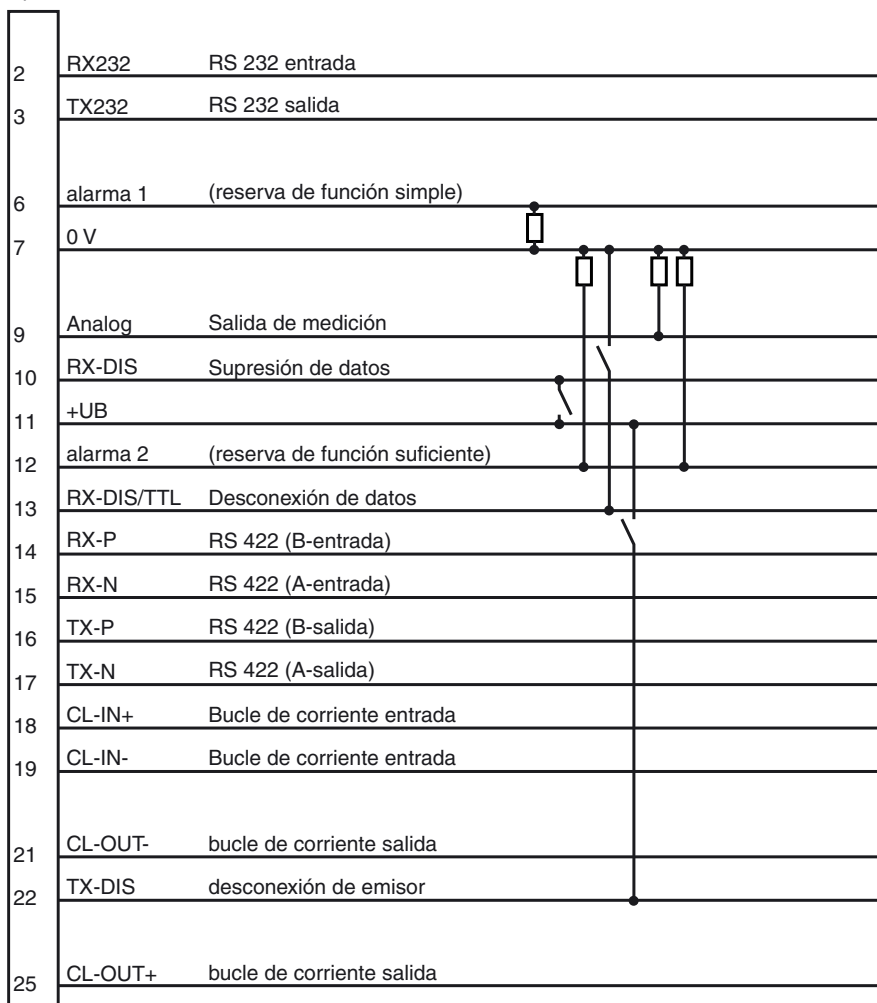 2 RX232 RS 232 entrada
3 TX232 RS 232 salida
6 alarma 1 (reserva de función simple)
7 0 V
9 Analog Salida de medición
10 RX-DIS Supresión de datos
11 +UB
12 alarma 2 (reserva de función suficiente)
13 RX-DIS/TTL Desconexión de datos
14 RX-P RS 422 (B-entrada)
15 RX-N RS 422 (A-entrada)
16 TX-P RS 422 (B-salida)
17 TX-N RS 422 (A-salida)
18 CL-IN+ Bucle de corriente entrada
19 CL-IN- Bucle de corriente entrada
21 CL-OUT- bucle de corriente salida
22 TX-DIS desconexión de emisor
25 CL-OUT+ bucle de corriente salida